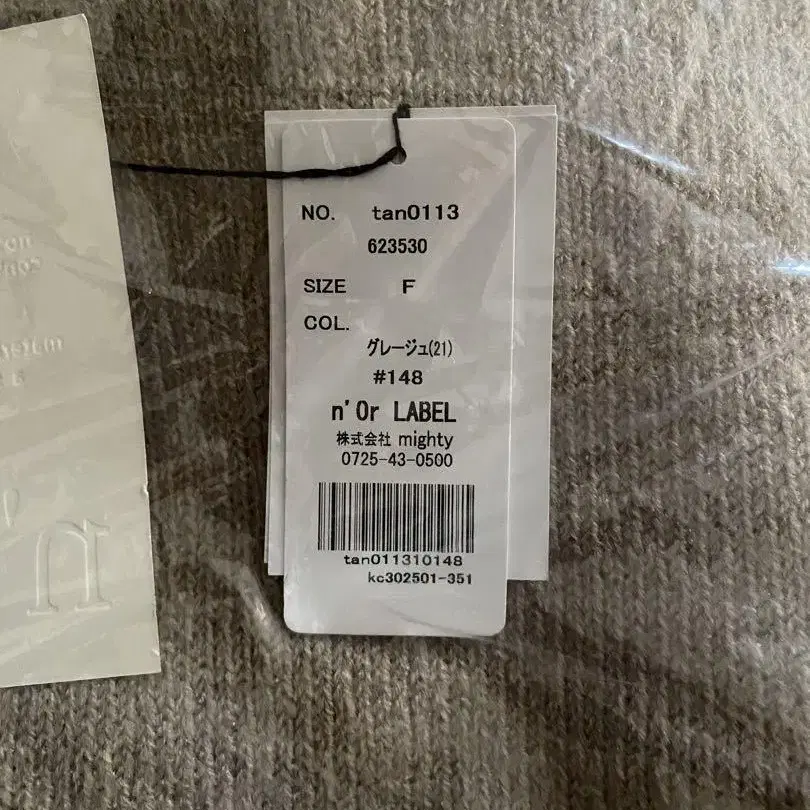 NO. tan0113
623530
SIZE F
COL.
グレージュ(21)
#148
n'Or LABEL
株式会社 mighty
0725-43-0500
tan011310148
kc302501-351
n